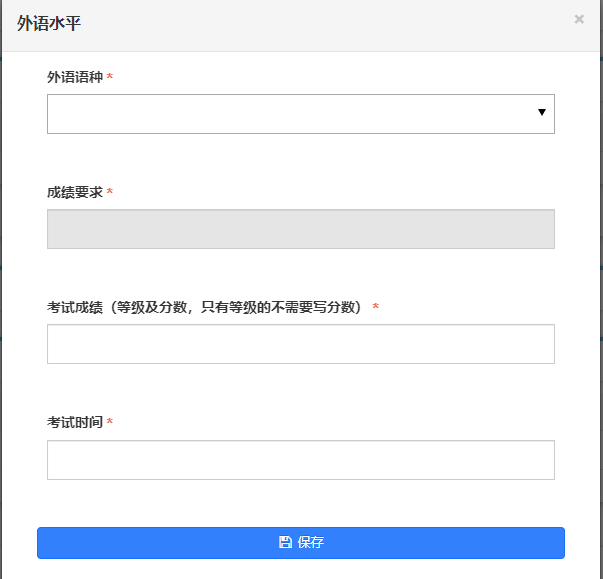 外语水平
外语语种 *
成绩要求 *
考试成绩（等级及分数，只有等级的不需要写分数） *
考试时间 *
保存